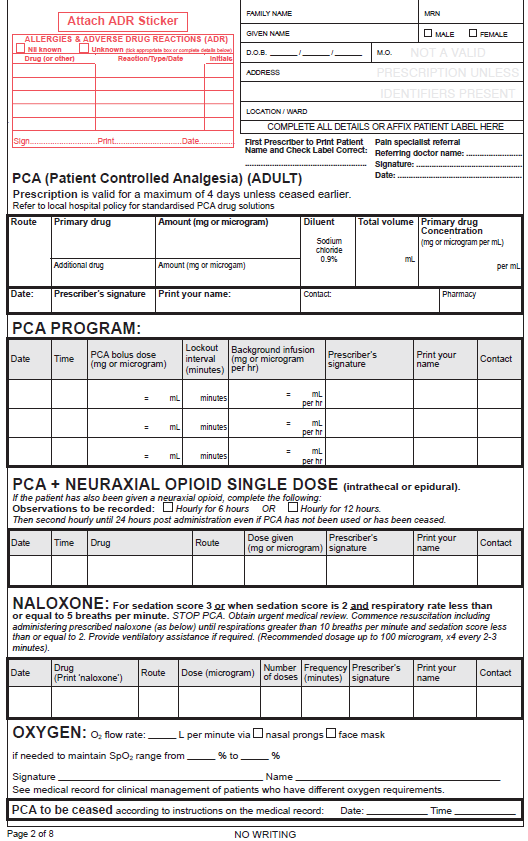 Attach ADR Sticker
ALLERGIES & ADVERSE DRUG REACTIONS (ADR)
Nil known Unknown (tick appropriate box or complete details below)
Drug (or other) Reaction/Type/Date Initials
Sign Print Date
FAMILY NAME MRN
GIVEN NAME MALE FEMALE
D.O.B. ______ / ______ / ______ M.O. NOT A VALID
ADDRESS PRESCRIPTION UNLESS
IDENTIFIERS PRESENT
LOCATION / WARD
COMPLETE ALL DETAILS OR AFFIX PATIENT LABEL HERE
First Prescriber to Print Patient
Name and Check Label Correct:
Pain specialist referral
Referring doctor name:
Signature:
Date:
PCA (Patient Controlled Analgesia) (ADULT)
Prescription is valid for a maximum of 4 days unless ceased earlier.
Refer to local hospital policy for standardised PCA drug solutions
Route Primary drug Amount (mg or microgram) Diluent Total volume Primary drug
Concentration
(mg or microgram per mL)
Sodium
chloride
0.9%
mL
per mL
Additional drug Amount (mg or microgam)
Date: Prescriber's signature Print your name: Contact: Pharmacy
PCA PROGRAM:
Date Time PCA bolus dose
(mg or microgram) Lockout
interval
(minutes) Background infusion
(mg or microgram
per hr) Prescriber's
signature Print your
name Contact
= mL minutes = mL
per hr
= mL minutes = mL
per hr
= mL minutes = mL
per hr
PCA + NEURAXIAL OPIOID SINGLE DOSE (intrathecal or epidural).
If the patient has also been given a neuraxial opioid, complete the following:
Observations to be recorded: Hourly for 6 hours OR Hourly for 12 hours.
Then second hourly until 24 hours post administration even if PCA has not been used or has been ceased.
Date Time Drug Route Dose given
(mg or microgram) Prescriber's
signature Print your
name Contact
NALOXONE: For sedation score 3 or when sedation score is 2 and respiratory rate less than
or equal to 5 breaths per minute. STOP PCA. Obtain urgent medical review. Commence resuscitation including
administering prescribed naloxone (as below) until respirations greater than 10 breaths per minute and sedation score less
than or equal to 2. Provide ventilatory assistance if required. (Recommended dosage up to 100 microgram, x4 every 2-3
minutes).
Date Drug
(Print 'naloxone') Route Dose (microgram) Number
of doses Frequency
(minutes) Prescriber's
signature Print your
name Contact
OXYGEN: O₂ flow rate: _____ L per minute via nasal prongs face mask
if needed to maintain SpO₂ range from _____ % to _____ %
Signature ______ Name ______
See medical record for clinical management of patients who have different oxygen requirements.
PCA to be ceased according to instructions on the medical record: Date: ______ Time ______
Page 2 of 8 NO WRITING